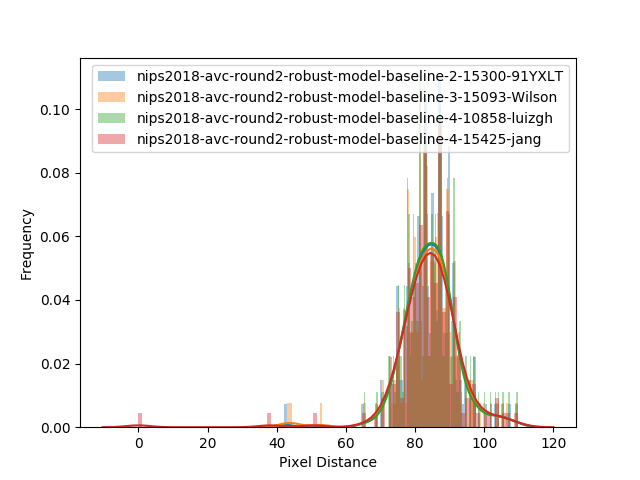 nips2018-avc-round2-robust-model-baseline-2-15300-91YXLT
nips2018-avc-round2-robust-model-baseline-3-15093-Wilson
nips2018-avc-round2-robust-model-baseline-4-10858-luizgh
nips2018-avc-round2-robust-model-baseline-4-15425-jang
0.10
0.08
0.06
0.04
0.02
0.00
Frequency
0 20 40 60 80 100 120
Pixel Distance